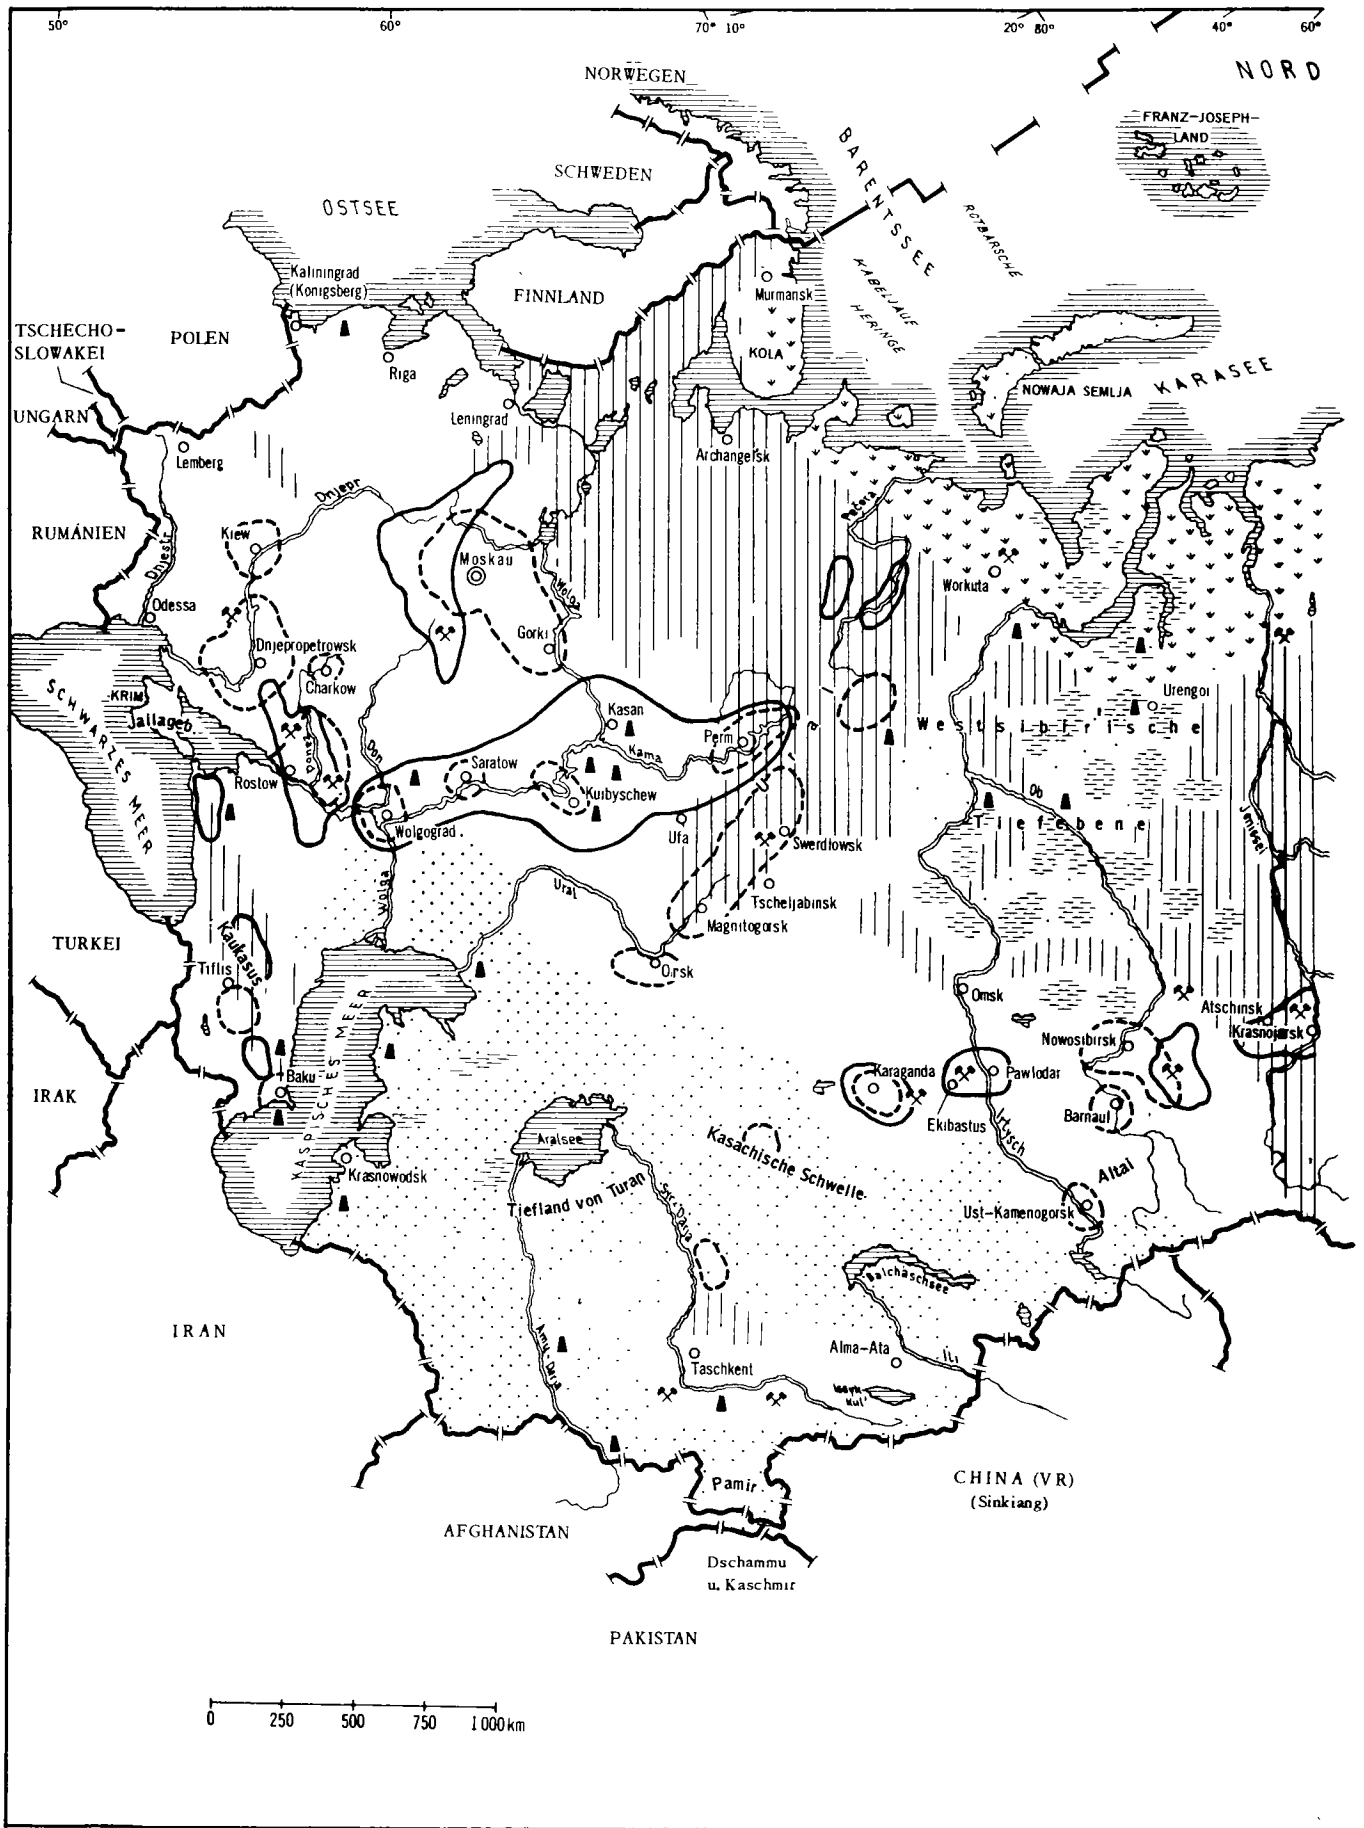 50° 60° 70° 10° 20° 80° 40° 60°
NORD
NORWEGEN
FRANZ-JOSEPH-
LAND
BARENTSSEE
SCHWEDEN
OSTSEE
ROTBARSCHE
KABELJAUE
HERINGE
Kaliningrad
(Konigsberg)
FINNLAND
Murmansk
TSCHECHO-
SLOWAKEI
POLEN
KOLA
Riga
NOWAJA SEMLJA
KARASEE
UNGARN
Leningrad
Lemberg
Archangelsk
Dnjepr
RUMÄNIEN
Dnjestr
Kiew
Moskau
Workuta
Odessa
Wolga
Gorki
Dnjepropetrowsk
Charkow
SCHWARZES MEER
KRIM
Jailageb.
Urengoi
Kasan
Westsibirische
Don
Donez
Perm
Kama
Rostow
Saratow
Kuibyschew
Ob
Wolgograd
Ufa
Swerdlowsk
Tiefebene
Jenissei
Wolga
Ural
Tscheljabinsk
Magnitogorsk
TURKEI
Kaukasus
Tiflis
Orsk
Omsk
Atschinsk
Krasnojarsk
Nowosibirsk
KASPISCHES MEER
IRAK
Baku
Karaganda
Pawlodar
Ekibastus
Barnaul
Irtysch
Aralsee
Kasachische Schwelle
Krasnowodsk
Altai
Tiefland von Turan
Syr-Darja
Ust-Kamenogorsk
Balchaschsee
IRAN
Amu-Darja
Alma-Ata
Ili
Taschkent
Issyk-
Kul
Pamir
CHINA (VR)
(Sinkiang)
AFGHANISTAN
Dschammu
u. Kaschmir
PAKISTAN
0 250 500 750 1000 km